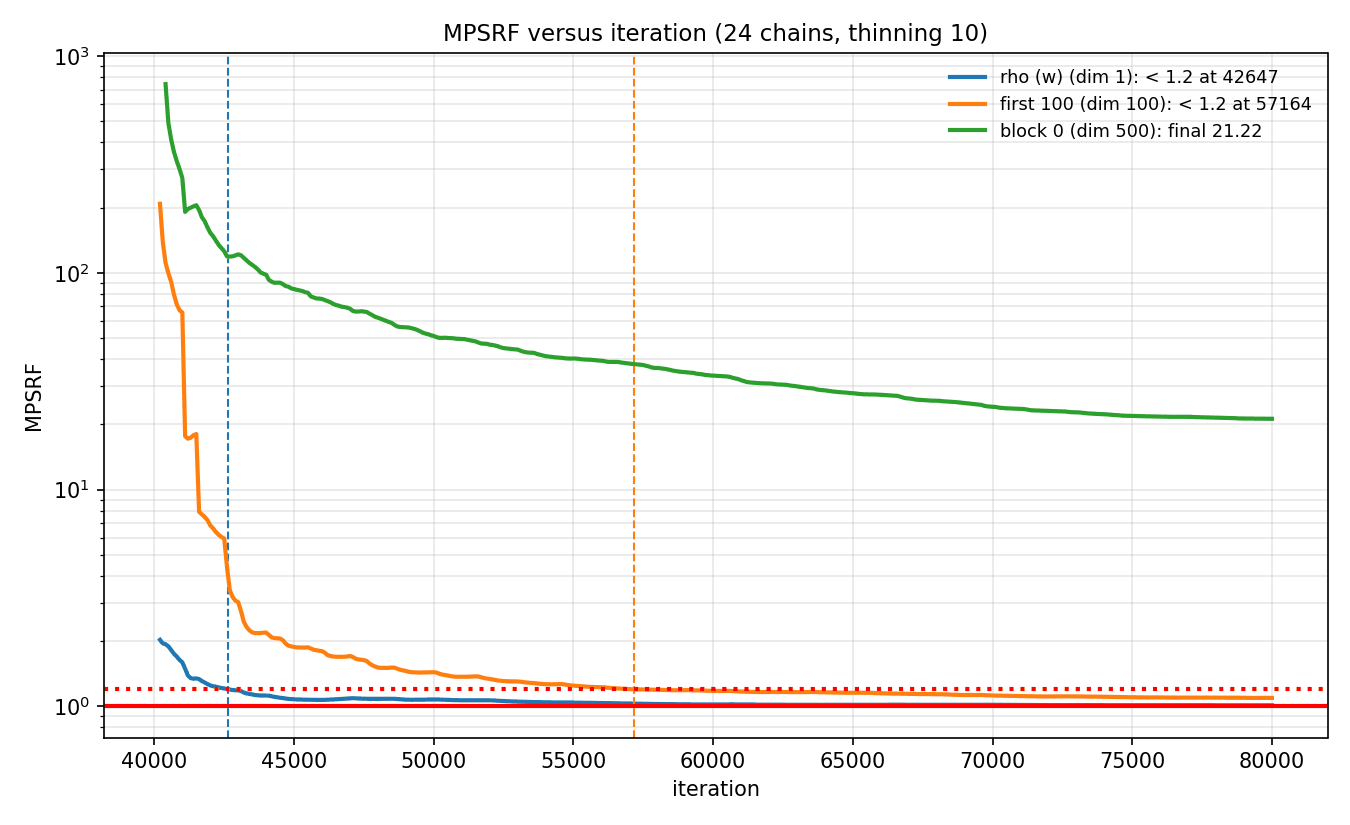 MPSRF versus iteration (24 chains, thinning 10)
10³
10²
10¹
10⁰
MPSRF
rho (w) (dim 1): < 1.2 at 42647
first 100 (dim 100): < 1.2 at 57164
block 0 (dim 500): final 21.22
40000 45000 50000 55000 60000 65000 70000 75000 80000
iteration